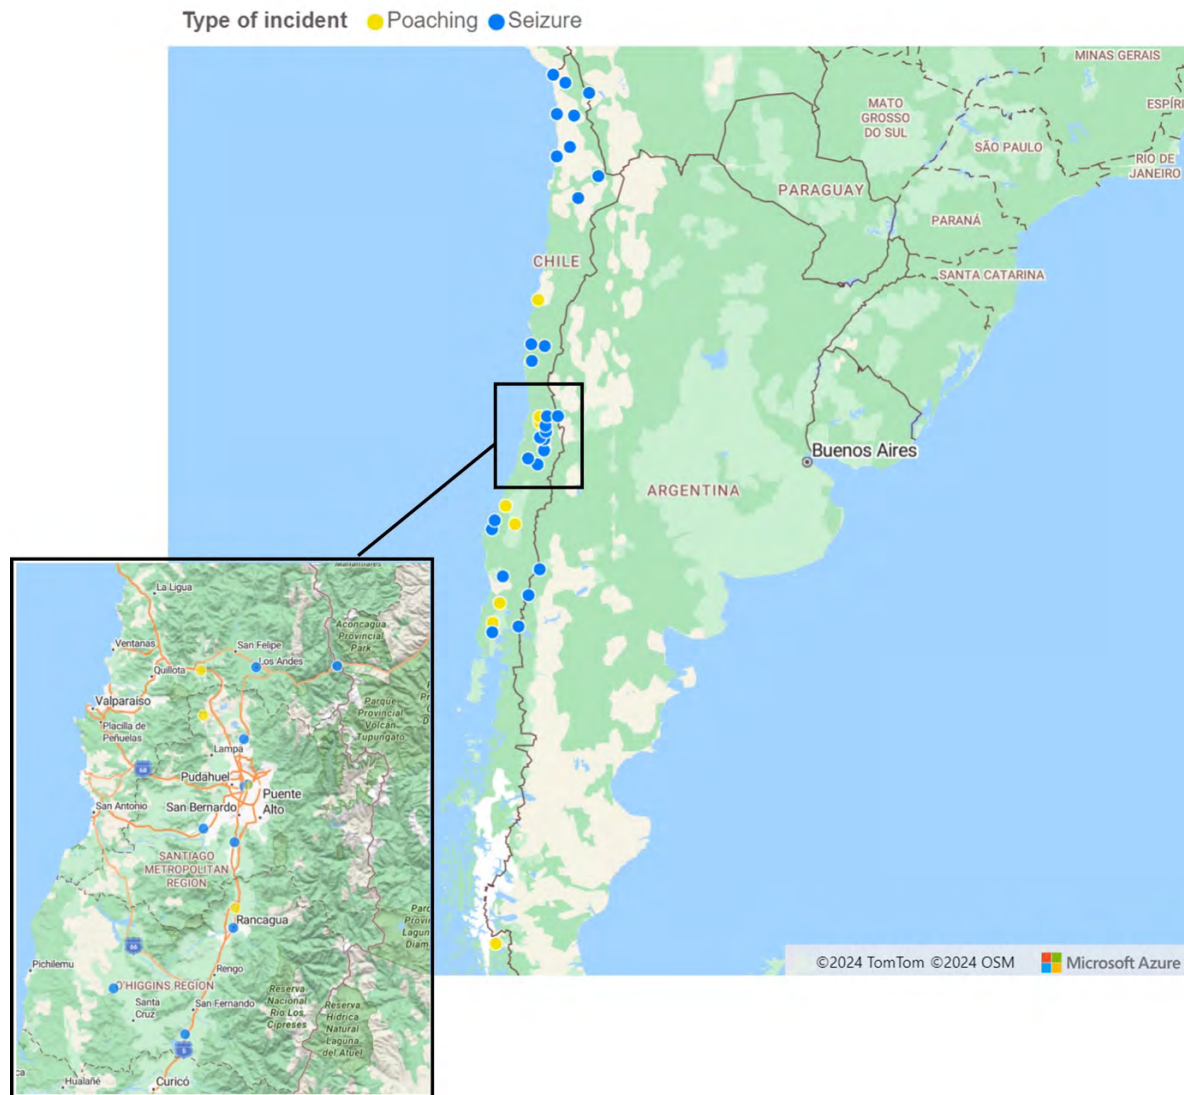 Type of incident Poaching Seizure
MINAS GERAIS
MATO
GROSSO
DO SUL
SÃO PAULO
RIO DE
JANEIRO
PARAGUAY
PARANÁ
CHILE
SANTA CATARINA
Buenos Aires
ARGENTINA
La Ligua
Aconcagua
Provincial
Park
Ventanas
San Felipe
Los Andes
Quillota
Valparaíso
Parque
Provincial
Volcán
Tupungato
Placilla de
Peñuelas
Lampa
68
Pudahuel
Puente
Alto
San Antonio
San Bernardo
SANTIAGO
METROPOLITAN
REGION
Rancagua
66
Pichilemu
Rengo
O'HIGGINS REGION
Santa
Cruz
San Fernando
Reserva
Nacional
Río Los
Cipreses
Reserva
Hídrica
Natural
Laguna
del Atuel
5
Hualañé
Curicó
©2024 TomTom ©2024 OSM Microsoft Azure